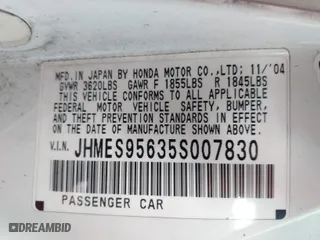 MFD. IN JAPAN BY HONDA MOTOR CO.,LTD; 11/'04
GVWR 3620LBS GAWR F 1855LBS R 1845LBS
THIS VEHICLE CONFORMS TO ALL APPLICABLE
FEDERAL MOTOR VEHICLE SAFETY, BUMPER,
AND THEFT PREVENTION STANDARDS IN EFFECT
ON THE DATE OF MANUFACTURE SHOWN ABOVE.
V.I.N. JHMES95635S007830
PASSENGER CAR
DREAMBID